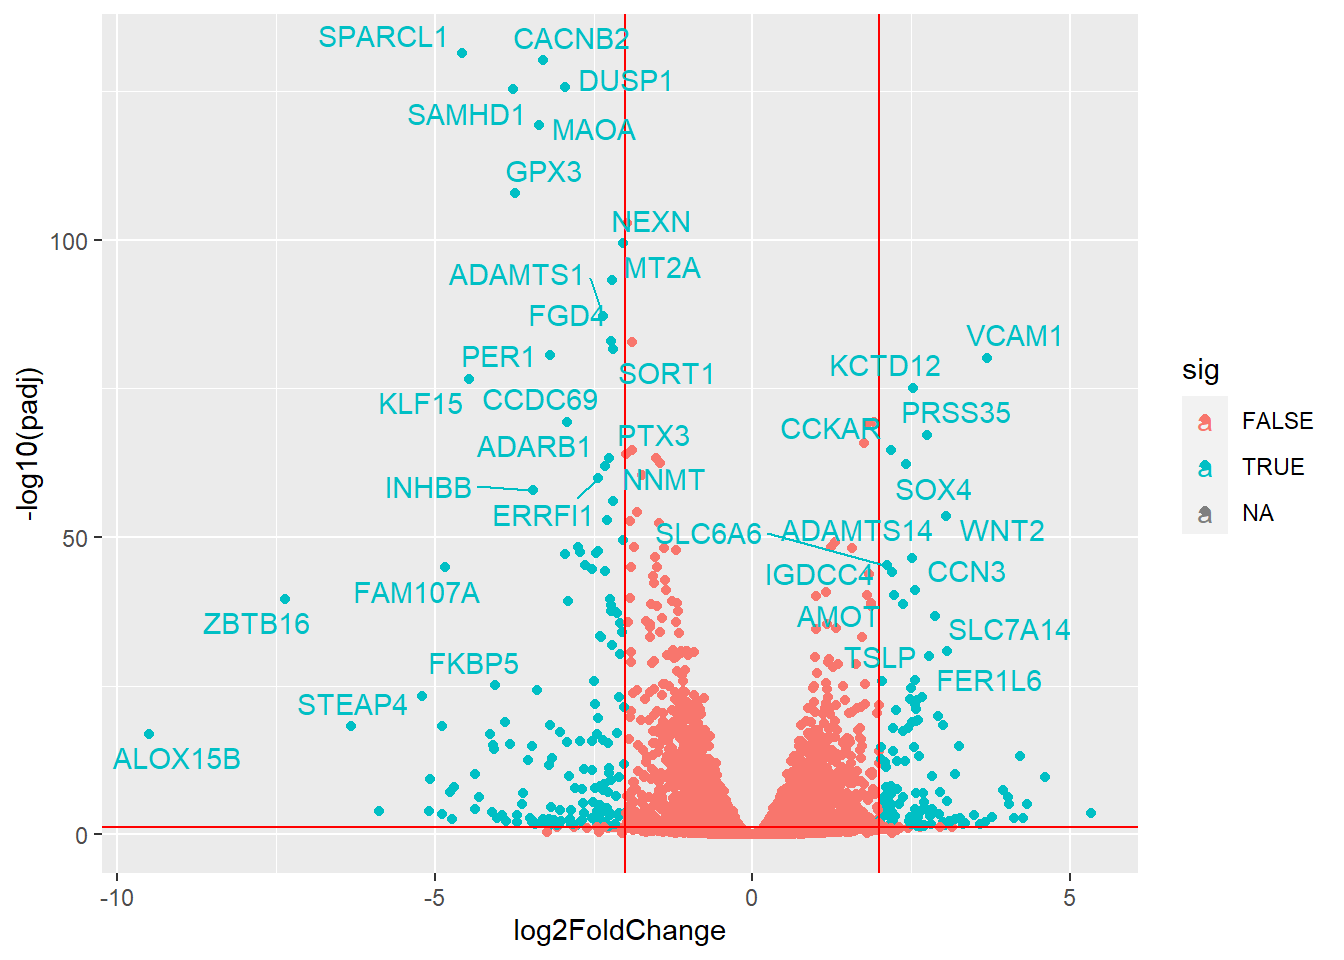 SPARCL1
CACNB2
DUSP1
SAMHD1
MAOA
GPX3
NEXN
100
MT2A
ADAMTS1
FGD4
VCAM1
PER1
KCTD12
SORT1
KLF15
CCDC69
PRSS35
CCKAR
PTX3
ADARB1
NNMT
INHBB
SOX4
ERRFI1
SLC6A6
ADAMTS14
WNT2
50
IGDCC4
CCN3
FAM107A
AMOT
ZBTB16
SLC7A14
FKBP5
TSLP
FER1L6
STEAP4
ALOX15B
0
-log10(padj)
-10
-5
0
5
log2FoldChange
sig
a FALSE
a TRUE
a NA